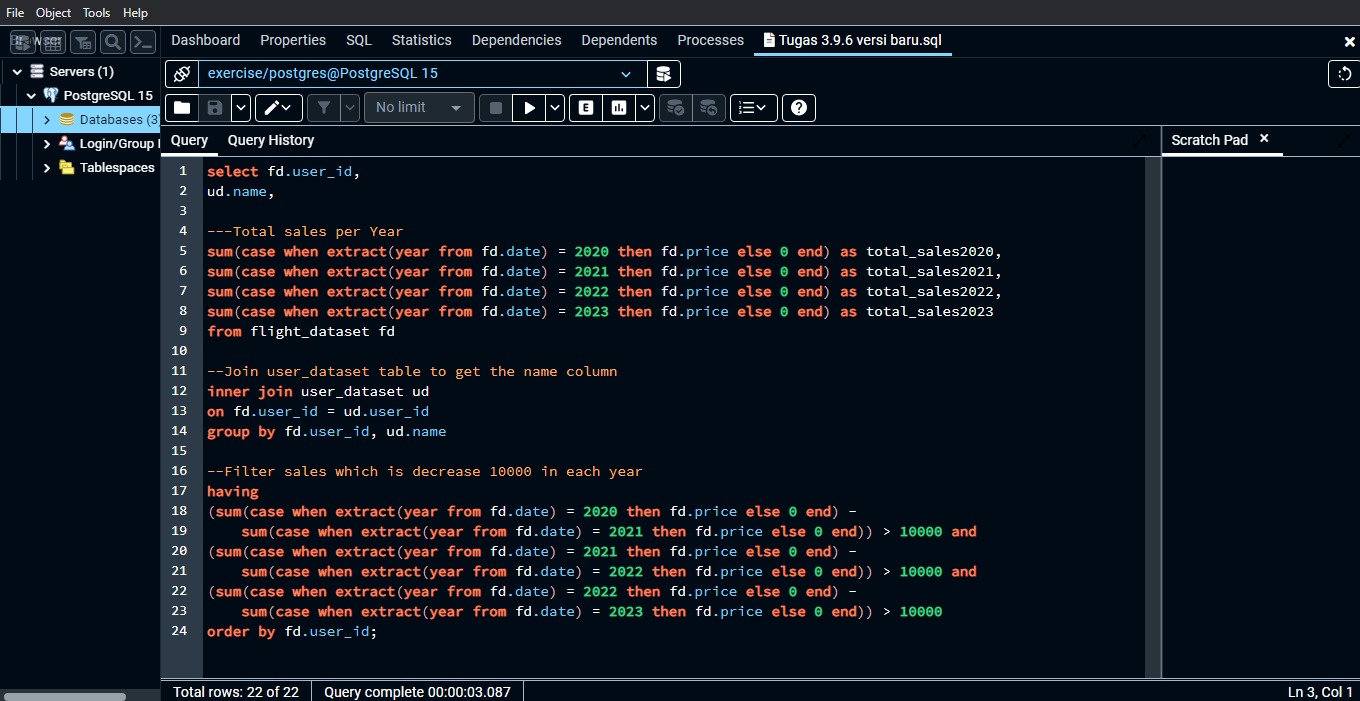 File Object Tools Help
Dashboard Properties SQL Statistics Dependencies Dependents Processes Tugas 3.9.6 versi baru.sql
Servers (1)
PostgreSQL 15
Databases (3
Login/Group
Tablespaces
exercise/postgres@PostgreSQL 15
No limit
E
Query Query History
Scratch Pad
1 select fd.user_id,
2 ud.name,
3
4 ---Total sales per Year
5 sum(case when extract(year from fd.date) = 2020 then fd.price else 0 end) as total_sales2020,
6 sum(case when extract(year from fd.date) = 2021 then fd.price else 0 end) as total_sales2021,
7 sum(case when extract(year from fd.date) = 2022 then fd.price else 0 end) as total_sales2022,
8 sum(case when extract(year from fd.date) = 2023 then fd.price else 0 end) as total_sales2023
9 from flight_dataset fd
10
11 --Join user_dataset table to get the name column
12 inner join user_dataset ud
13 on fd.user_id = ud.user_id
14 group by fd.user_id, ud.name
15
16 --Filter sales which is decrease 10000 in each year
17 having
18 (sum(case when extract(year from fd.date) = 2020 then fd.price else 0 end) -
19 sum(case when extract(year from fd.date) = 2021 then fd.price else 0 end)) > 10000 and
20 (sum(case when extract(year from fd.date) = 2021 then fd.price else 0 end) -
21 sum(case when extract(year from fd.date) = 2022 then fd.price else 0 end)) > 10000 and
22 (sum(case when extract(year from fd.date) = 2022 then fd.price else 0 end) -
23 sum(case when extract(year from fd.date) = 2023 then fd.price else 0 end)) > 10000
24 order by fd.user_id;
Total rows: 22 of 22 Query complete 00:00:03.087
Ln 3, Col 1